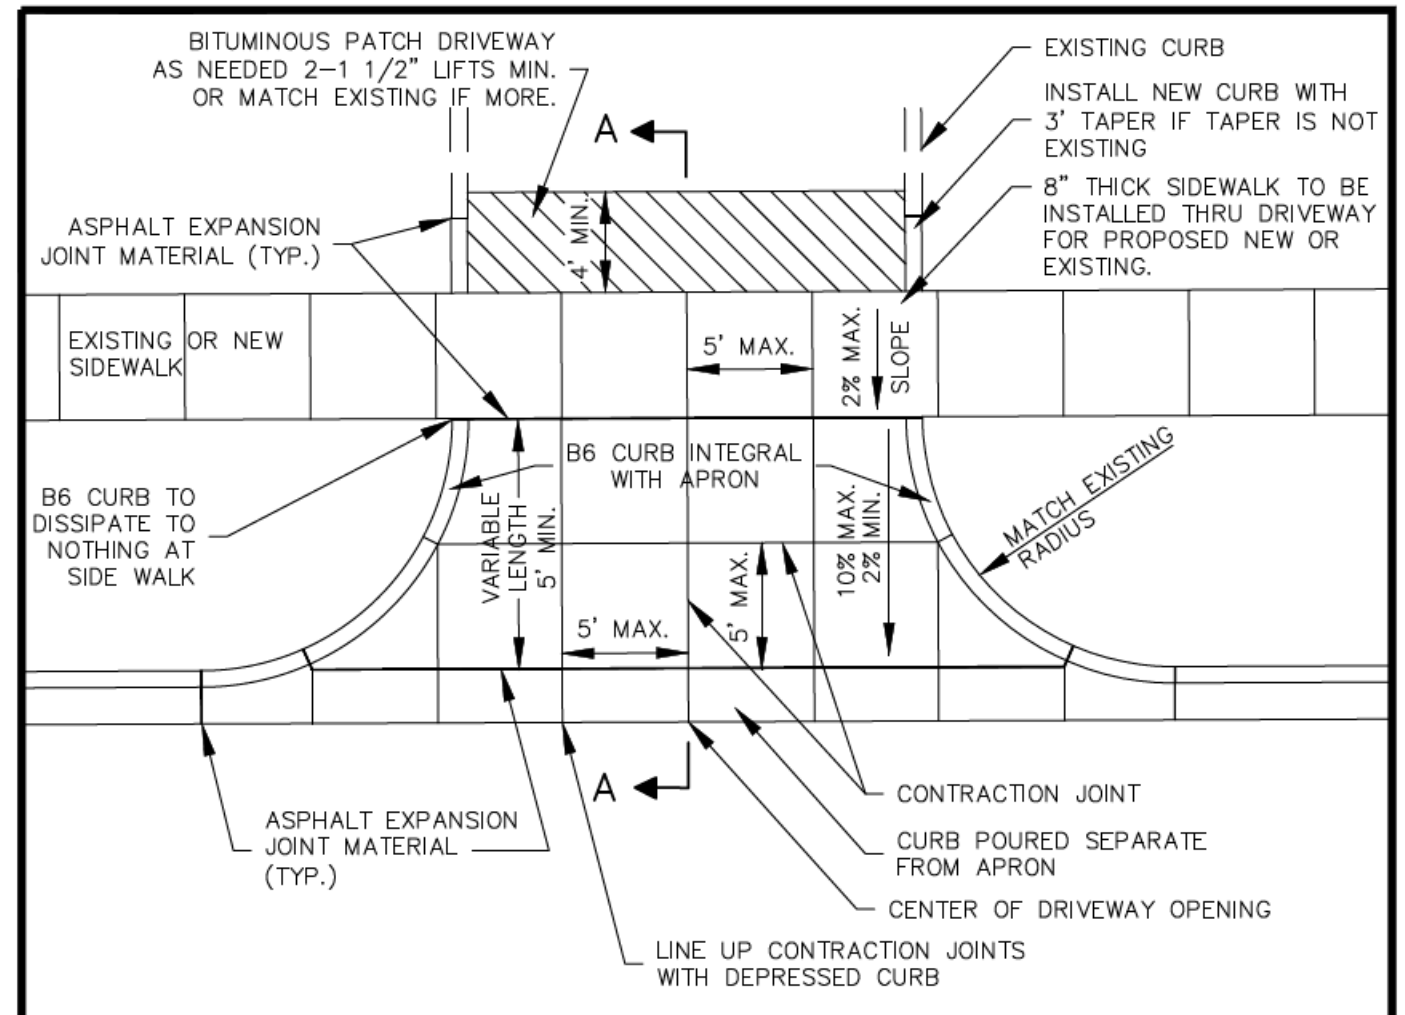 BITUMINOUS PATCH DRIVEWAY
AS NEEDED 2-1 1/2" LIFTS MIN.
OR MATCH EXISTING IF MORE.
EXISTING CURB
INSTALL NEW CURB WITH
3' TAPER IF TAPER IS NOT
EXISTING
A
8" THICK SIDEWALK TO BE
INSTALLED THRU DRIVEWAY
FOR PROPOSED NEW OR
EXISTING.
ASPHALT EXPANSION
JOINT MATERIAL (TYP.)
4' MIN.
EXISTING OR NEW
SIDEWALK
5' MAX.
2% MAX.
SLOPE
B6 CURB INTEGRAL
WITH APRON
B6 CURB TO
DISSIPATE TO
NOTHING AT
SIDE WALK
VARIABLE
LENGTH
5' MIN.
10% MAX.
2% MIN.
MATCH EXISTING
RADIUS
5' MAX.
5' MAX.
A
CONTRACTION JOINT
ASPHALT EXPANSION
JOINT MATERIAL
(TYP.)
CURB POURED SEPARATE
FROM APRON
CENTER OF DRIVEWAY OPENING
LINE UP CONTRACTION JOINTS
WITH DEPRESSED CURB